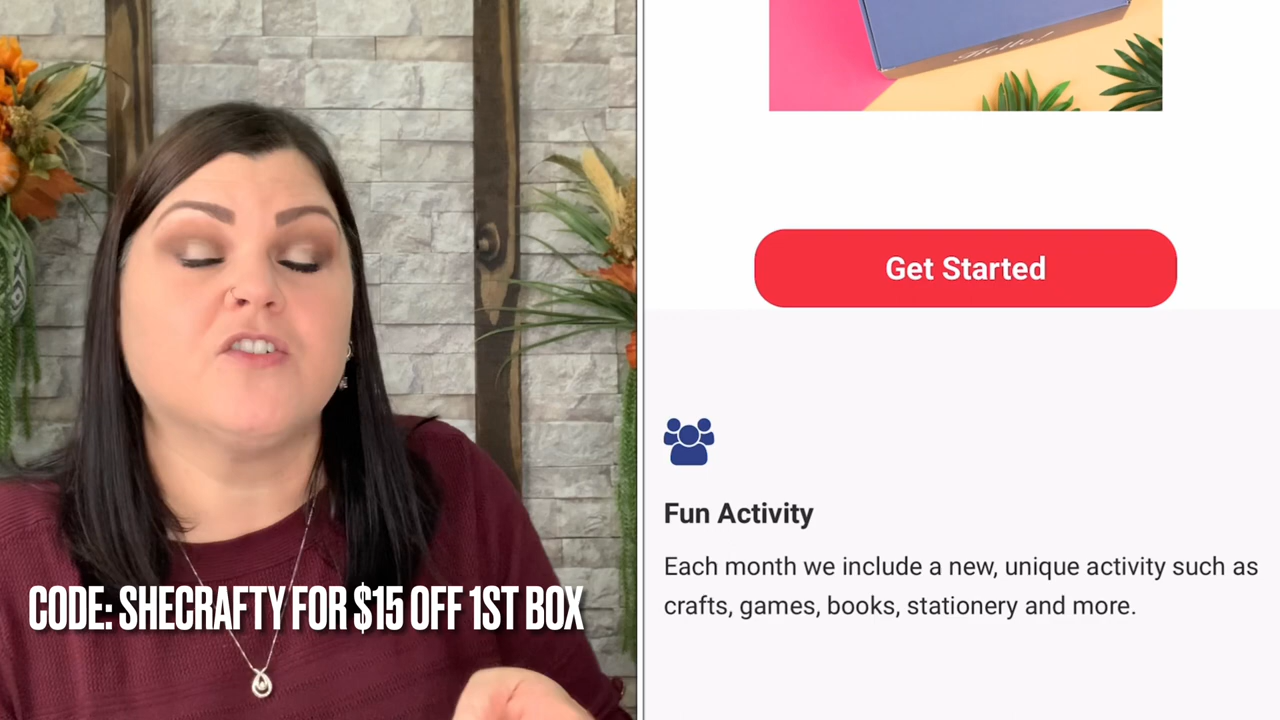 Hello!
Get Started
Fun Activity
Each month we include a new, unique activity such as
crafts, games, books, stationery and more.
CODE: SHECRAFTY FOR $15 OFF 1ST BOX